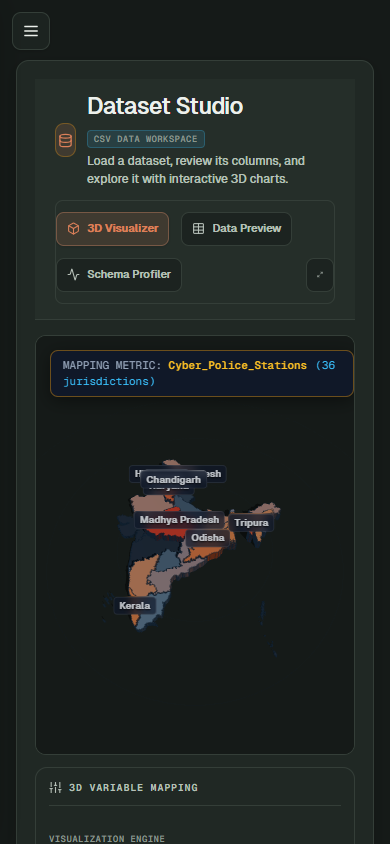 Dataset Studio
CSV DATA WORKSPACE
Load a dataset, review its columns, and
explore it with interactive 3D charts.
3D Visualizer
Data Preview
Schema Profiler
MAPPING METRIC: Cyber_Police_Stations (36
jurisdictions)
Chandigarh
Madhya Pradesh
Tripura
Odisha
Kerala
3D VARIABLE MAPPING
VISUALIZATION ENGINE